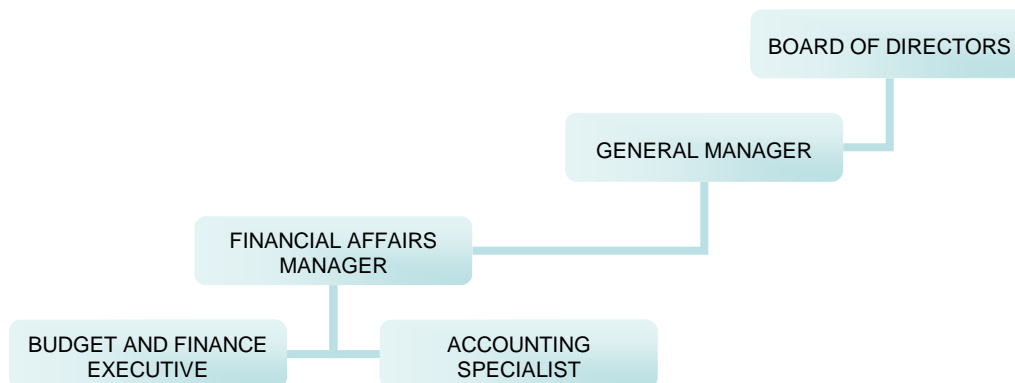 BOARD OF DIRECTORS
GENERAL MANAGER
FINANCIAL AFFAIRS
MANAGER
BUDGET AND FINANCE
EXECUTIVE
ACCOUNTING
SPECIALIST